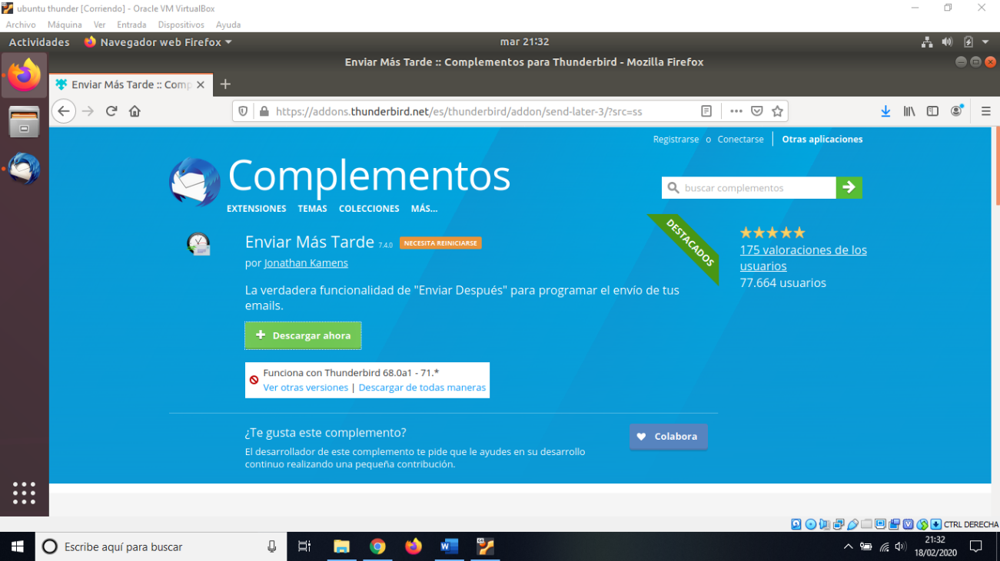 ubuntu thunder [Corriendo] - Oracle VM VirtualBox
Archivo Máquina Ver Entrada Dispositivos Ayuda
Actividades Navegador web Firefox mar 21:32
Enviar Más Tarde :: Complementos para Thunderbird - Mozilla Firefox
Enviar Más Tarde :: Comp
https://addons.thunderbird.net/es/thunderbird/addon/send-later-3/?src=ss
Registrarse o Conectarse Otras aplicaciones
Complementos
buscar complementos
EXTENSIONES TEMAS COLECCIONES MÁS...
DESTACADOS
Enviar Más Tarde 7.4.0 NECESITA REINICIARSE
por Jonathan Kamens
175 valoraciones de los
usuarios
77.664 usuarios
La verdadera funcionalidad de "Enviar Después" para programar el envío de tus
emails.
Descargar ahora
Funciona con Thunderbird 68.0a1 - 71.*
Ver otras versiones | Descargar de todas maneras
¿Te gusta este complemento?
El desarrollador de este complemento te pide que le ayudes en su desarrollo
continuo realizando una pequeña contribución.
Colabora
CTRL DERECHA
Escribe aquí para buscar
21:32
18/02/2020